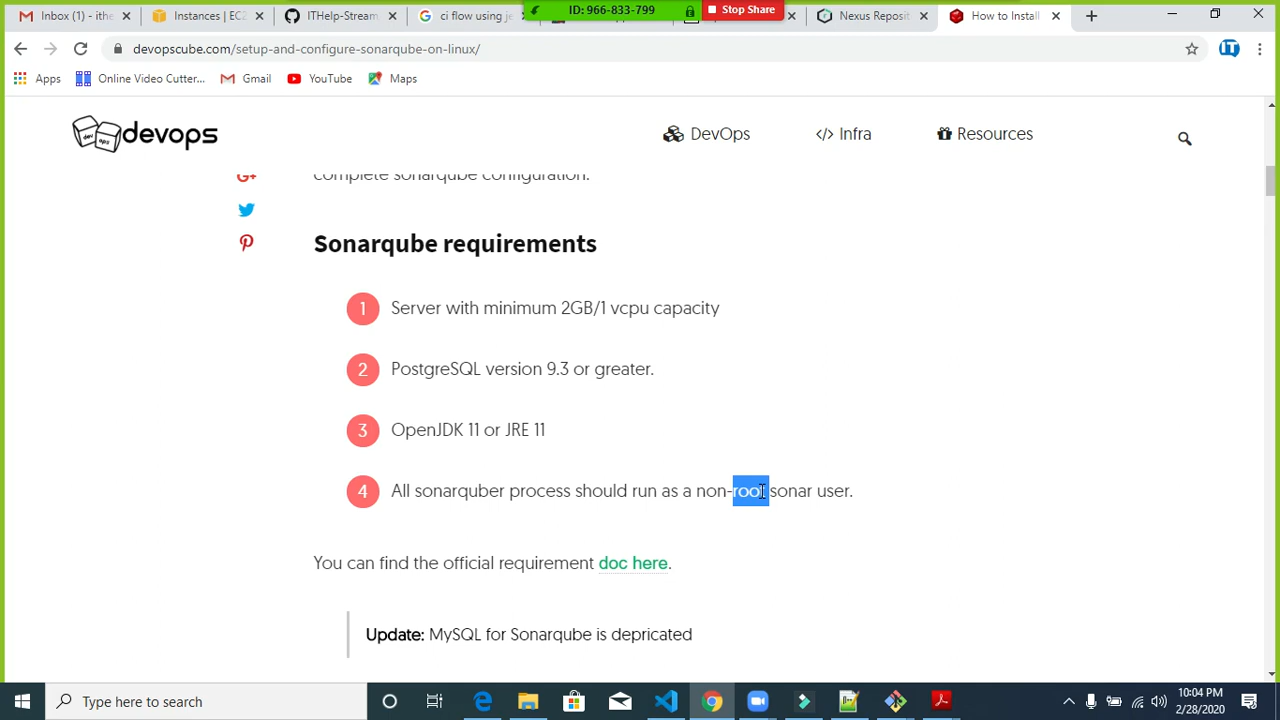 ID: 966-833-799
Stop Share
Inbox (1) - ithe
Instances | EC2
ITHelp-Stream
ci flow using je
Nexus Reposit
How to Install
devopscube.com/setup-and-configure-sonarqube-on-linux/
Apps
Online Video Cutter...
Gmail
YouTube
Maps
dev
ops
devops
DevOps
</> Infra
Resources
complete sonarqube configuration.
G+
Sonarqube requirements
1 Server with minimum 2GB/1 vcpu capacity
2 PostgreSQL version 9.3 or greater.
3 OpenJDK 11 or JRE 11
4 All sonarquber process should run as a non-root sonar user.
You can find the official requirement doc here.
Update: MySQL for Sonarqube is depricated
Type here to search
10:04 PM
2/28/2020